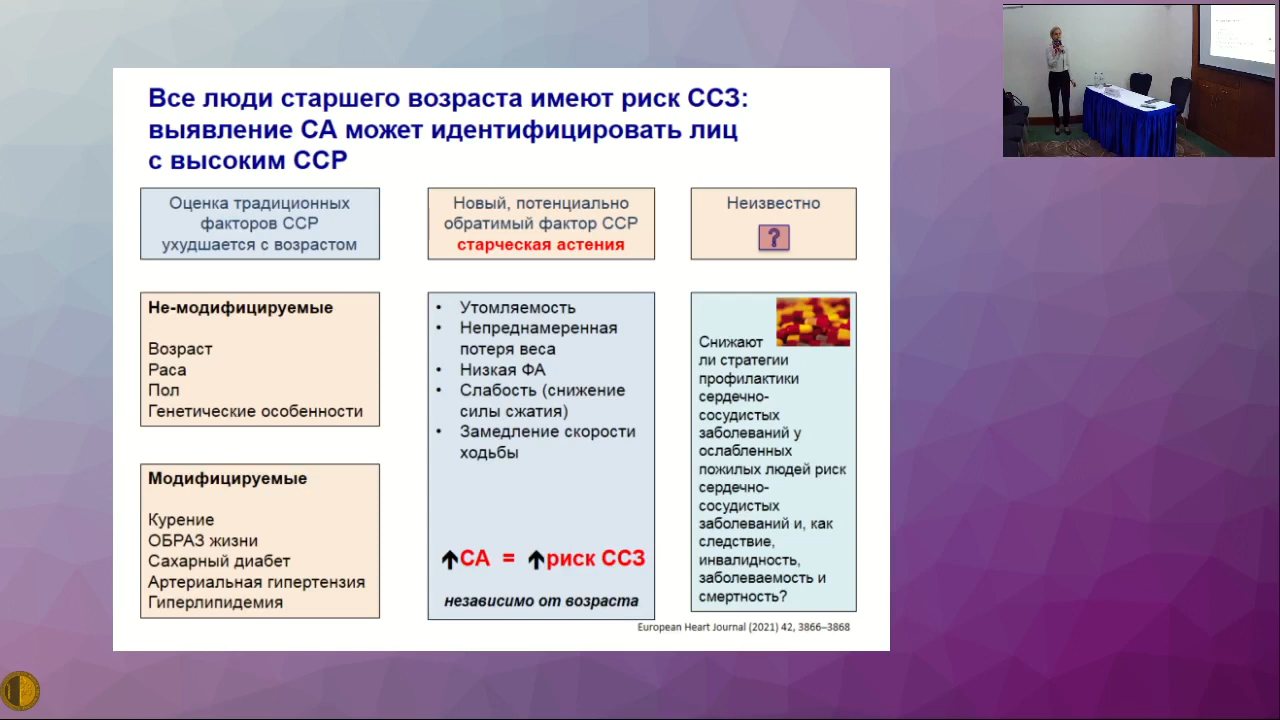 Все люди старшего возраста имеют риск ССЗ:
выявление СА может идентифицировать лиц
с высоким ССР
Оценка традиционных
факторов ССР
ухудшается с возрастом
Не-модифицируемые
Возраст
Раса
Пол
Генетические особенности
Модифицируемые
Курение
ОБРАЗ жизни
Сахарный диабет
Артериальная гипертензия
Гиперлипидемия
Новый, потенциально
обратимый фактор ССР
старческая астения
• Утомляемость
• Непреднамеренная
потеря веса
• Низкая ФА
• Слабость (снижение
силы сжатия)
• Замедление скорости
ходьбы
↑СА = ↑риск ССЗ
независимо от возраста
Неизвестно
?
Снижают
ли стратегии
профилактики
сердечно-
сосудистых
заболеваний у
ослабленных
пожилых людей риск
сердечно-
сосудистых
заболеваний и, как
следствие,
инвалидность,
заболеваемость и
смертность?
European Heart Journal (2021) 42, 3866–3868